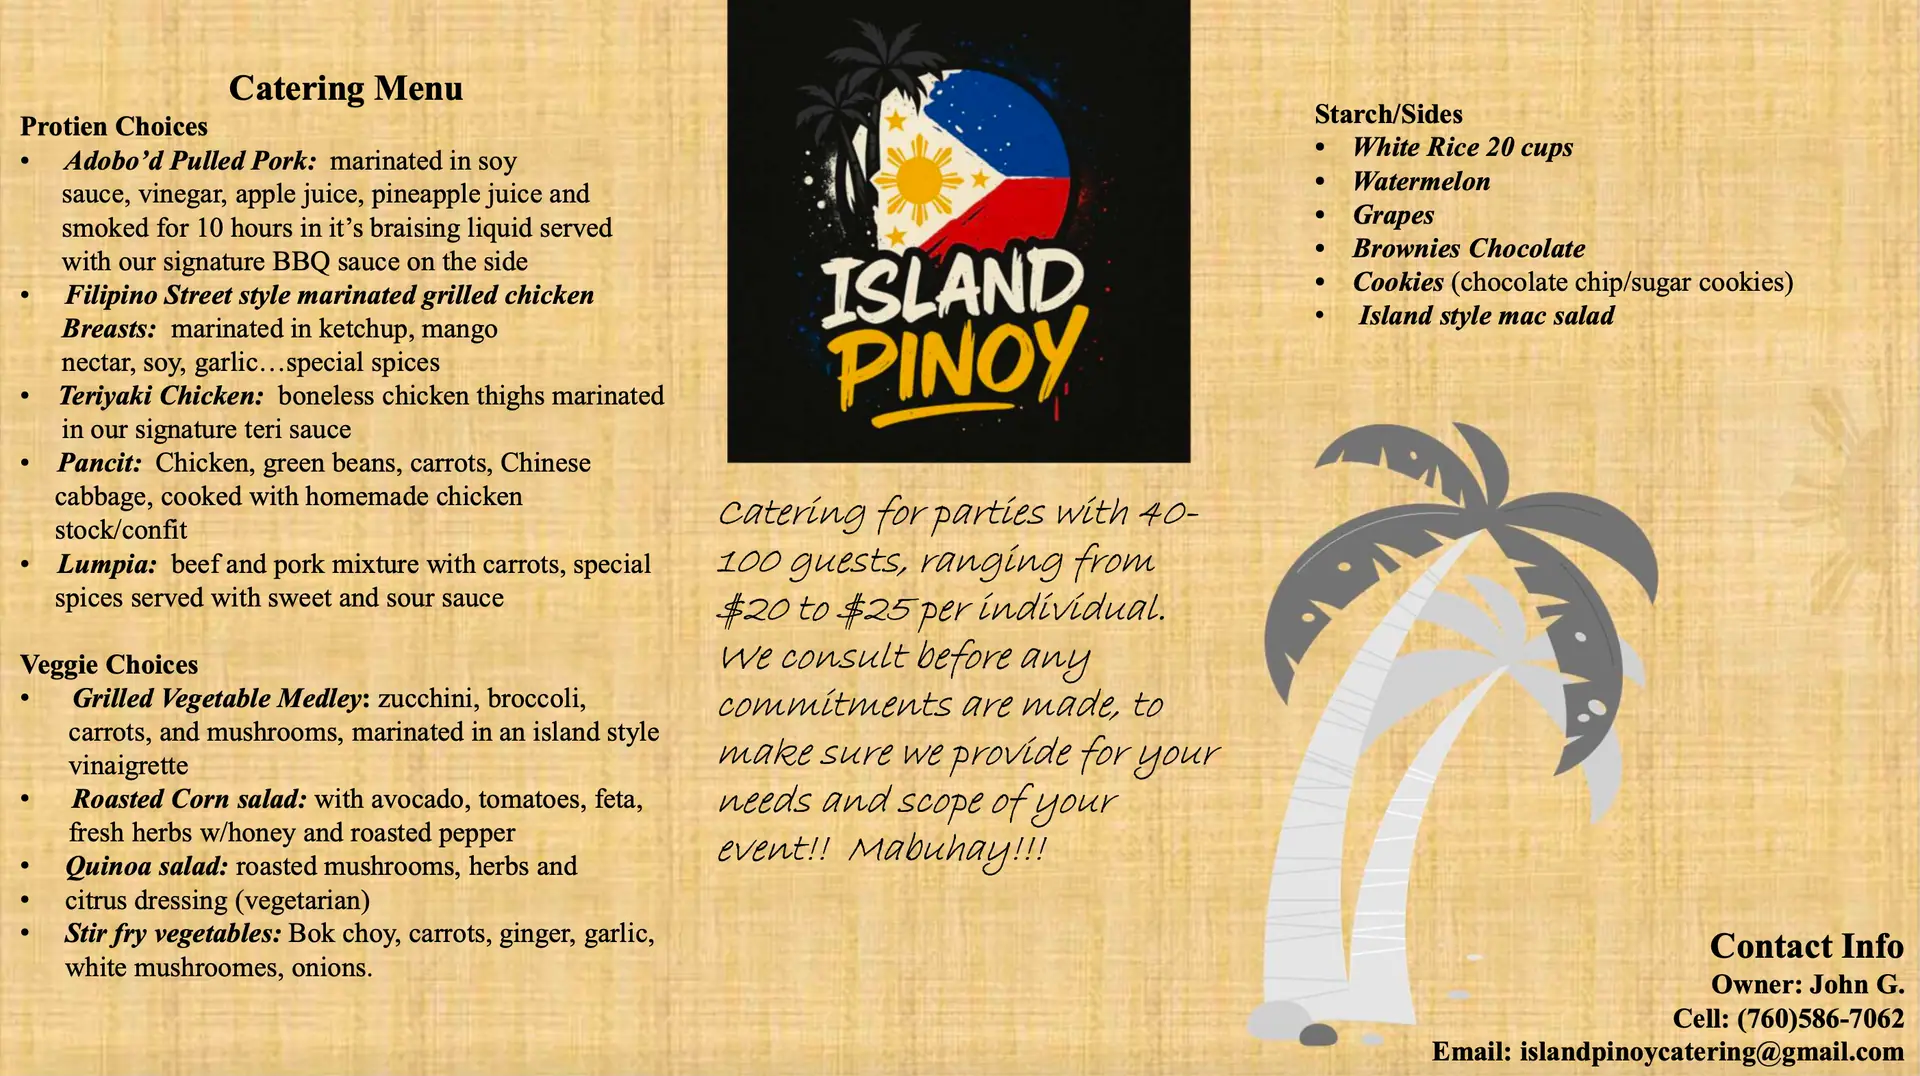 Catering Menu
Protien Choices
• Adobo’d Pulled Pork: marinated in soy
sauce, vinegar, apple juice, pineapple juice and
smoked for 10 hours in it’s braising liquid served
with our signature BBQ sauce on the side
• Filipino Street style marinated grilled chicken
Breasts: marinated in ketchup, mango
nectar, soy, garlic…special spices
• Teriyaki Chicken: boneless chicken thighs marinated
in our signature teri sauce
• Pancit: Chicken, green beans, carrots, Chinese
cabbage, cooked with homemade chicken
stock/confit
• Lumpia: beef and pork mixture with carrots, special
spices served with sweet and sour sauce
Veggie Choices
• Grilled Vegetable Medley: zucchini, broccoli,
carrots, and mushrooms, marinated in an island style
vinaigrette
• Roasted Corn salad: with avocado, tomatoes, feta,
fresh herbs w/honey and roasted pepper
• Quinoa salad: roasted mushrooms, herbs and
• citrus dressing (vegetarian)
• Stir fry vegetables: Bok choy, carrots, ginger, garlic,
white mushroomes, onions.
ISLAND
PINOY
Catering for parties with 40-
100 guests, ranging from
$20 to $25 per individual.
We consult before any
commitments are made, to
make sure we provide for your
needs and scope of your
event!! Mabuhay!!!
Starch/Sides
• White Rice 20 cups
• Watermelon
• Grapes
• Brownies Chocolate
• Cookies (chocolate chip/sugar cookies)
• Island style mac salad
Contact Info
Owner: John G.
Cell: (760)586-7062
Email: islandpinoycatering@gmail.com